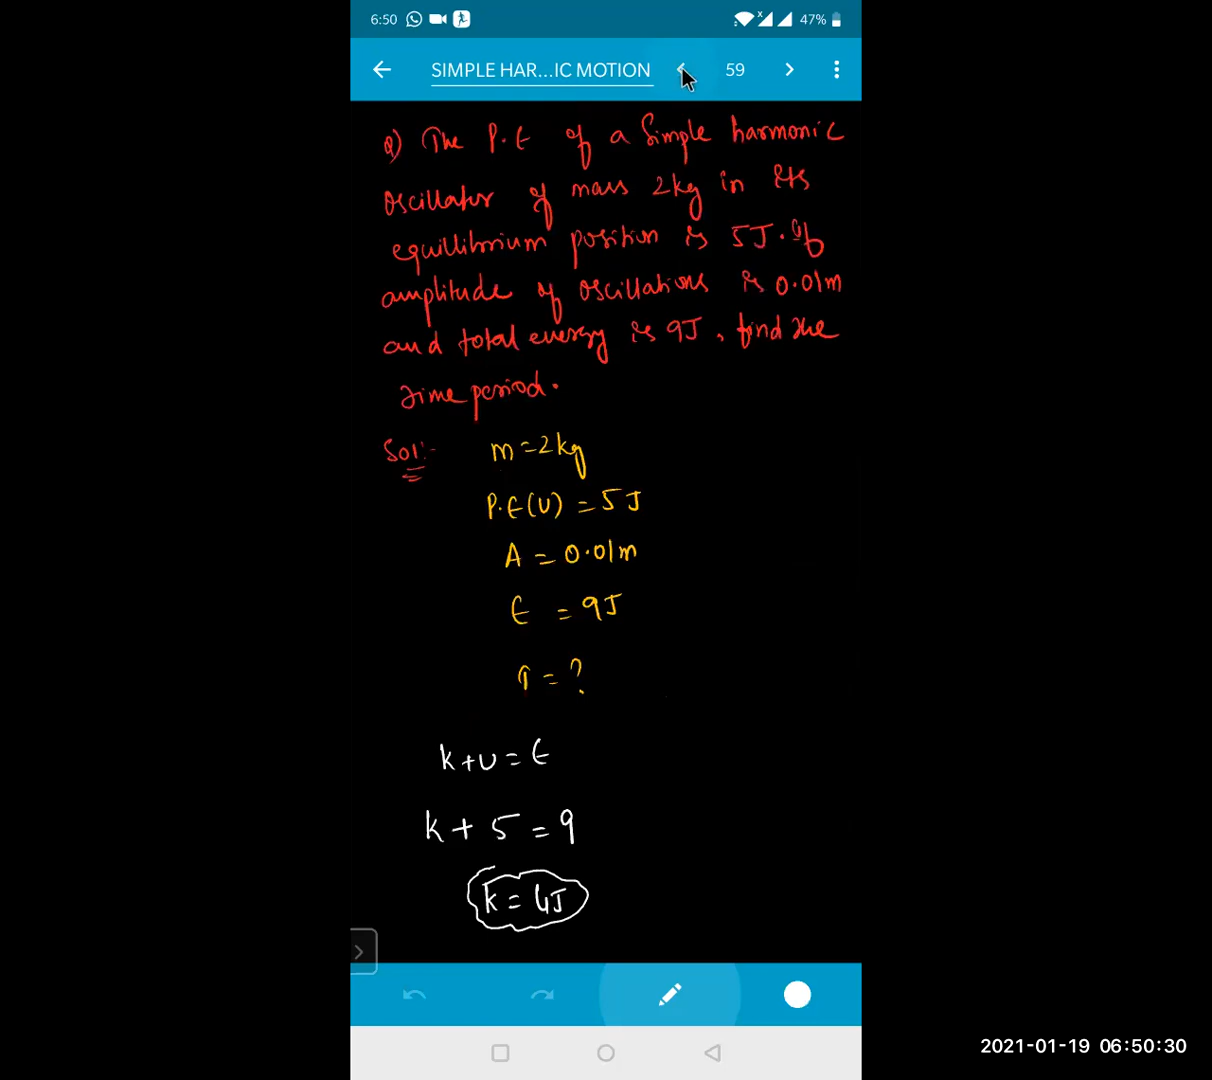 6:50
47%
SIMPLE HAR...IC MOTION
59
Q) The P.E of a Simple harmonic
Oscillator of mass 2kg in its
equillibrium position is 5J. If
amplitude of oscillations is 0.01m
and total energy is 9J, find the
time period.
Sol:-
m = 2kg
P.E(U) = 5J
A = 0.01m
E = 9J
T = ?
K+U = E
K + 5 = 9
K = 4J
2021-01-19 06:50:30